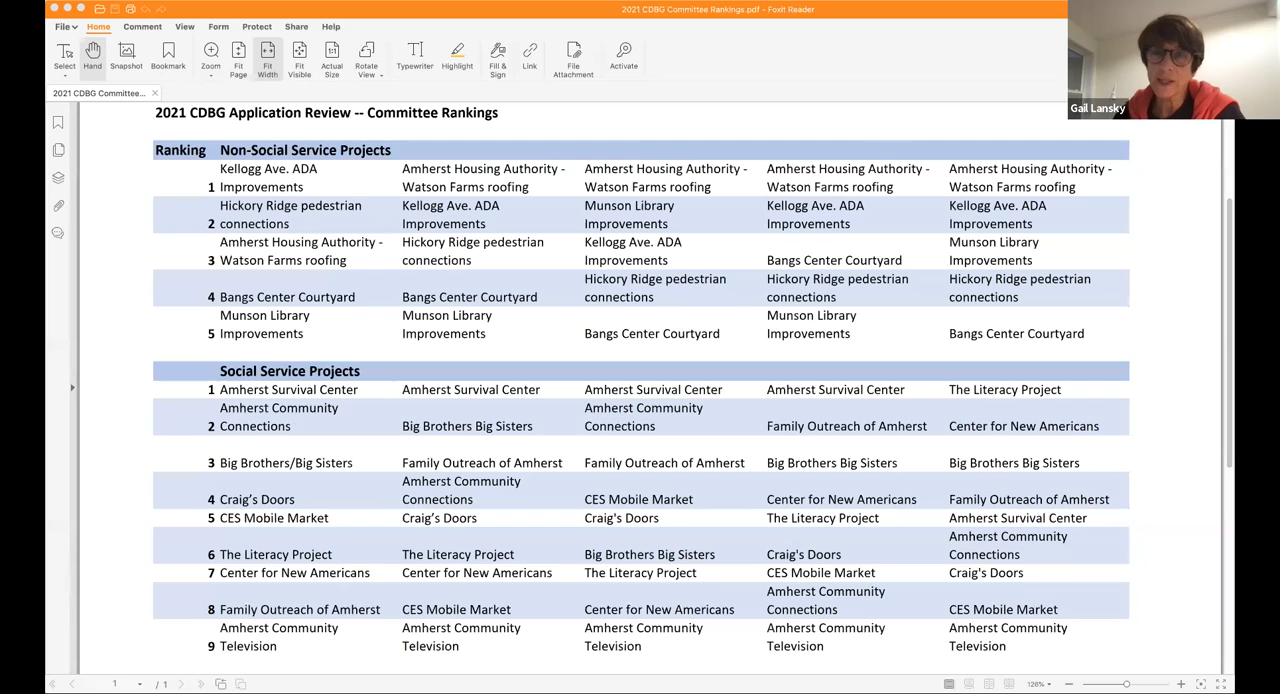 2021 CDBG Committee Rankings.pdf - Foxit Reader
File Home Comment View Form Protect Share Help
Select Hand Snapshot Bookmark Zoom Fit Page Fit Width Fit Visible Actual Size Rotate View Typewriter Highlight Fill & Sign Link File Attachment Activate
2021 CDBG Committee... ×
Gail Lansky
2021 CDBG Application Review -- Committee Rankings
Ranking Non-Social Service Projects
Kellogg Ave. ADA Amherst Housing Authority - Amherst Housing Authority - Amherst Housing Authority - Amherst Housing Authority -
1 Improvements Watson Farms roofing Watson Farms roofing Watson Farms roofing Watson Farms roofing
Hickory Ridge pedestrian Kellogg Ave. ADA Munson Library Kellogg Ave. ADA Kellogg Ave. ADA
2 connections Improvements Improvements Improvements Improvements
Amherst Housing Authority - Hickory Ridge pedestrian Kellogg Ave. ADA Munson Library
3 Watson Farms roofing connections Improvements Bangs Center Courtyard Improvements
Hickory Ridge pedestrian Hickory Ridge pedestrian Hickory Ridge pedestrian
4 Bangs Center Courtyard Bangs Center Courtyard connections connections connections
Munson Library Munson Library Munson Library
5 Improvements Improvements Bangs Center Courtyard Improvements Bangs Center Courtyard
Social Service Projects
1 Amherst Survival Center Amherst Survival Center Amherst Survival Center Amherst Survival Center The Literacy Project
Amherst Community Amherst Community
2 Connections Big Brothers Big Sisters Connections Family Outreach of Amherst Center for New Americans
3 Big Brothers/Big Sisters Family Outreach of Amherst Family Outreach of Amherst Big Brothers Big Sisters Big Brothers Big Sisters
Amherst Community
4 Craig’s Doors Connections CES Mobile Market Center for New Americans Family Outreach of Amherst
5 CES Mobile Market Craig’s Doors Craig's Doors The Literacy Project Amherst Survival Center
Amherst Community
6 The Literacy Project The Literacy Project Big Brothers Big Sisters Craig's Doors Connections
7 Center for New Americans Center for New Americans The Literacy Project CES Mobile Market Craig's Doors
Amherst Community
8 Family Outreach of Amherst CES Mobile Market Center for New Americans Connections CES Mobile Market
Amherst Community Amherst Community Amherst Community Amherst Community Amherst Community
9 Television Television Television Television Television
1 / 1 126%